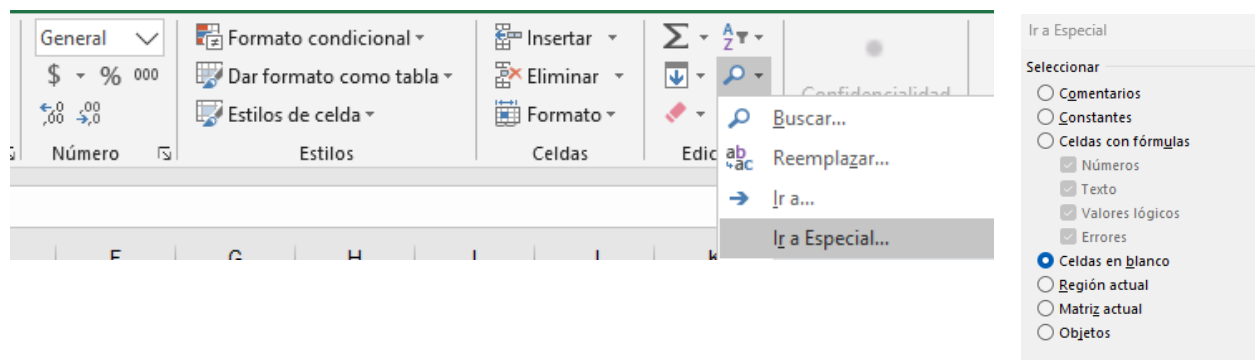 General
Formato condicional
Insertar
$ % 000
Dar formato como tabla
Eliminar
Estilos de celda
Formato
Número
Estilos
Celdas
Edic
Confidencialidad
Buscar...
Reemplazar...
Ir a...
Ir a Especial...
F G H I J K
Ir a Especial
Seleccionar
Comentarios
Constantes
Celdas con fórmulas
Números
Texto
Valores lógicos
Errores
Celdas en blanco
Región actual
Matriz actual
Objetos